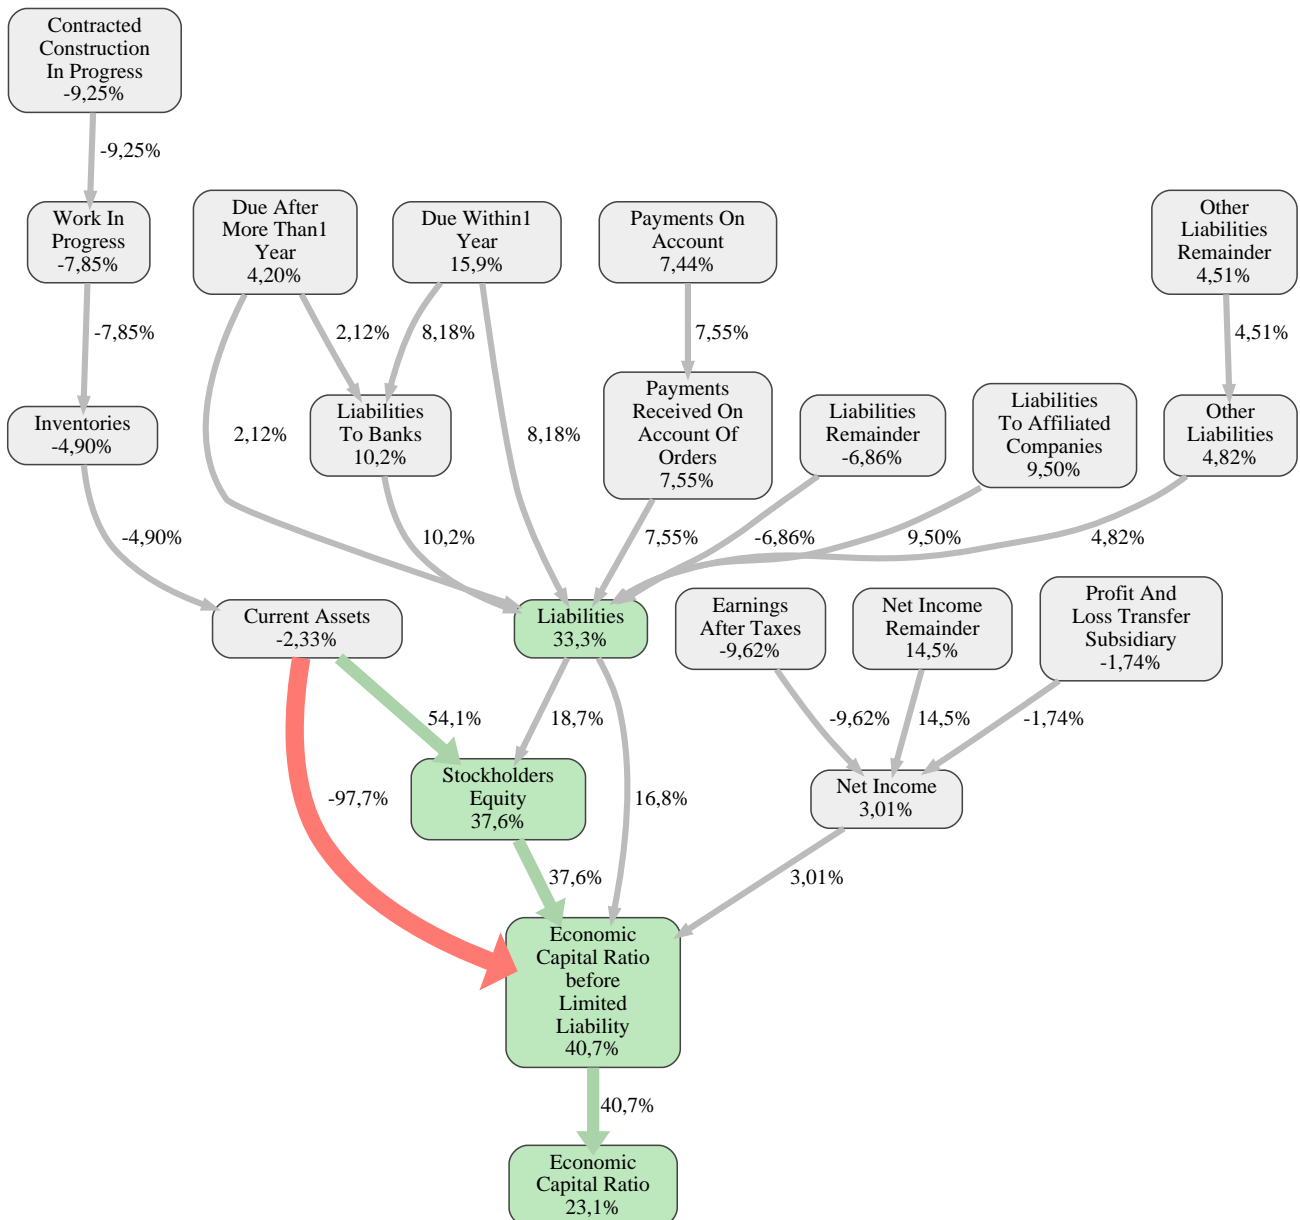 Contracted
Construction
In Progress
-9,25%
-9,25%
Work In
Progress
-7,85%
Due After
More Than1
Year
4,20%
Due Within1
Year
15,9%
Payments On
Account
7,44%
Other
Liabilities
Remainder
4,51%
-7,85%
2,12%
8,18%
7,55%
4,51%
Inventories
-4,90%
2,12%
Liabilities
To Banks
10,2%
8,18%
Payments
Received On
Account Of
Orders
7,55%
Liabilities
Remainder
-6,86%
Liabilities
To Affiliated
Companies
9,50%
Other
Liabilities
4,82%
-4,90%
10,2%
7,55%
-6,86%
9,50%
4,82%
Current Assets
-2,33%
Liabilities
33,3%
Earnings
After Taxes
-9,62%
Net Income
Remainder
14,5%
Profit And
Loss Transfer
Subsidiary
-1,74%
54,1%
18,7%
-9,62%
14,5%
-1,74%
-97,7%
Stockholders
Equity
37,6%
16,8%
Net Income
3,01%
37,6%
3,01%
Economic
Capital Ratio
before
Limited
Liability
40,7%
40,7%
Economic
Capital Ratio
23,1%